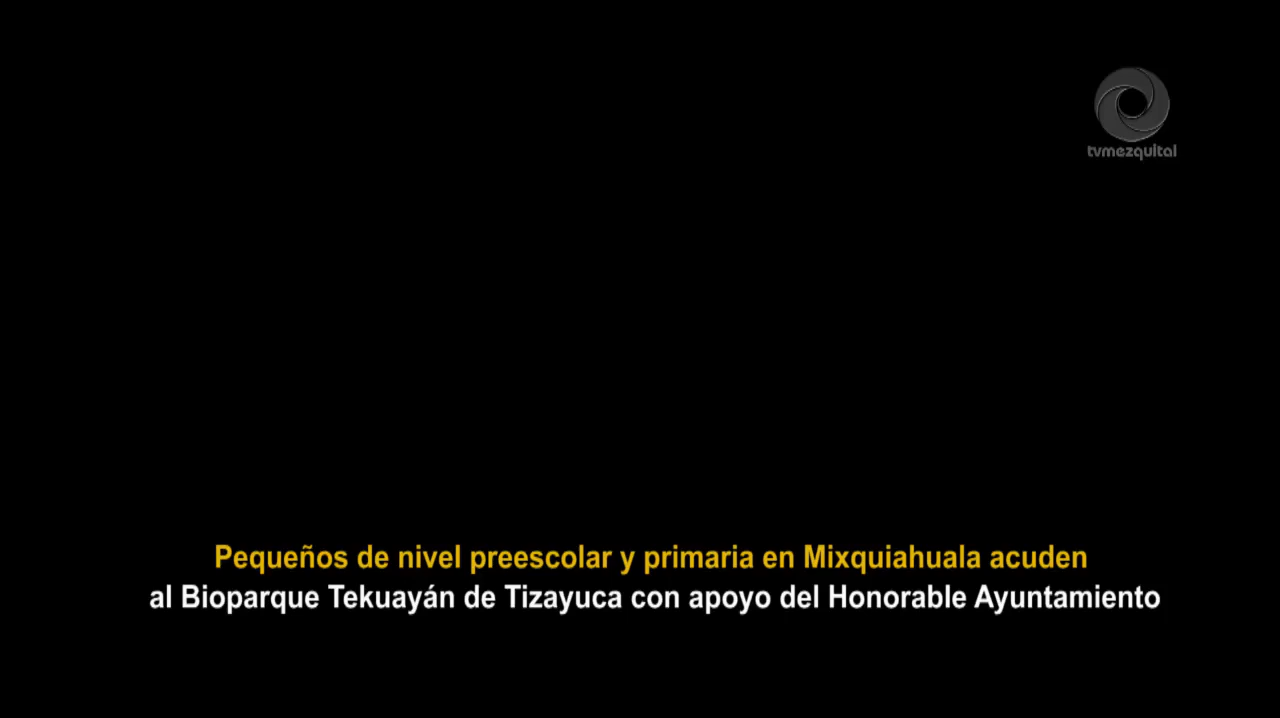 tvmezquital
Pequeños de nivel preescolar y primaria en Mixquiahuala acuden
al Bioparque Tekuayán de Tizayuca con apoyo del Honorable Ayuntamiento